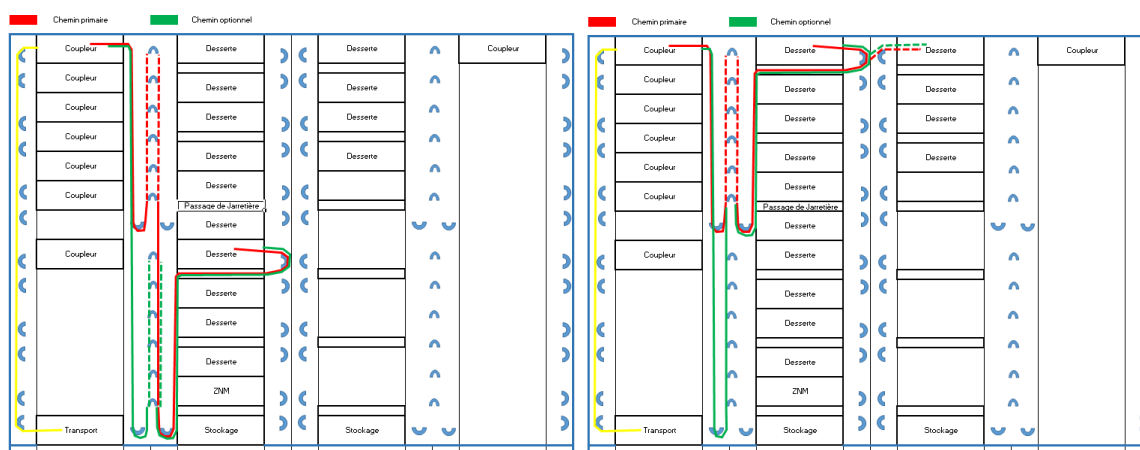 Chemin primaire Chemin optionnel
Coupleur Desserte Desserte Coupleur
Coupleur
Desserte Desserte
Coupleur
Desserte Desserte
Coupleur
Desserte Desserte
Coupleur
Desserte
Coupleur
Passage de Jarretière
Desserte
Coupleur Desserte
Desserte
Desserte
Desserte
ZNM
Transport Stockage
Chemin primaire Chemin optionnel
Coupleur Desserte Desserte Coupleur
Coupleur
Desserte Desserte
Coupleur
Desserte Desserte
Coupleur
Desserte Desserte
Coupleur
Desserte
Coupleur
Passage de Jarretière
Desserte
Coupleur Desserte
Desserte
Desserte
Desserte
ZNM
Transport Stockage Stockage